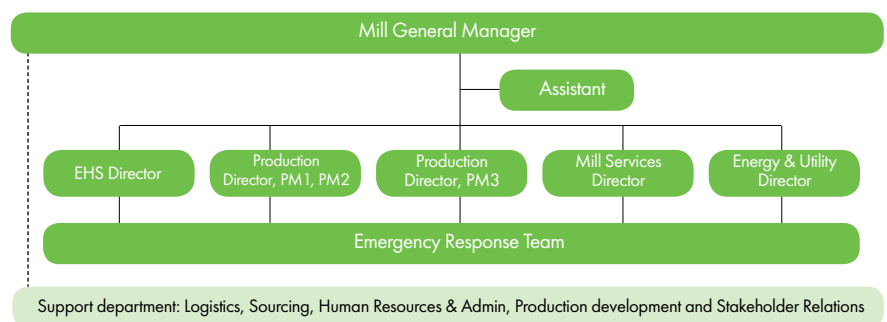 Mill General Manager
Assistant
EHS Director
Production
Director, PM1, PM2
Production
Director, PM3
Mill Services
Director
Energy & Utility
Director
Emergency Response Team
Support department: Logistics, Sourcing, Human Resources & Admin, Production development and Stakeholder Relations